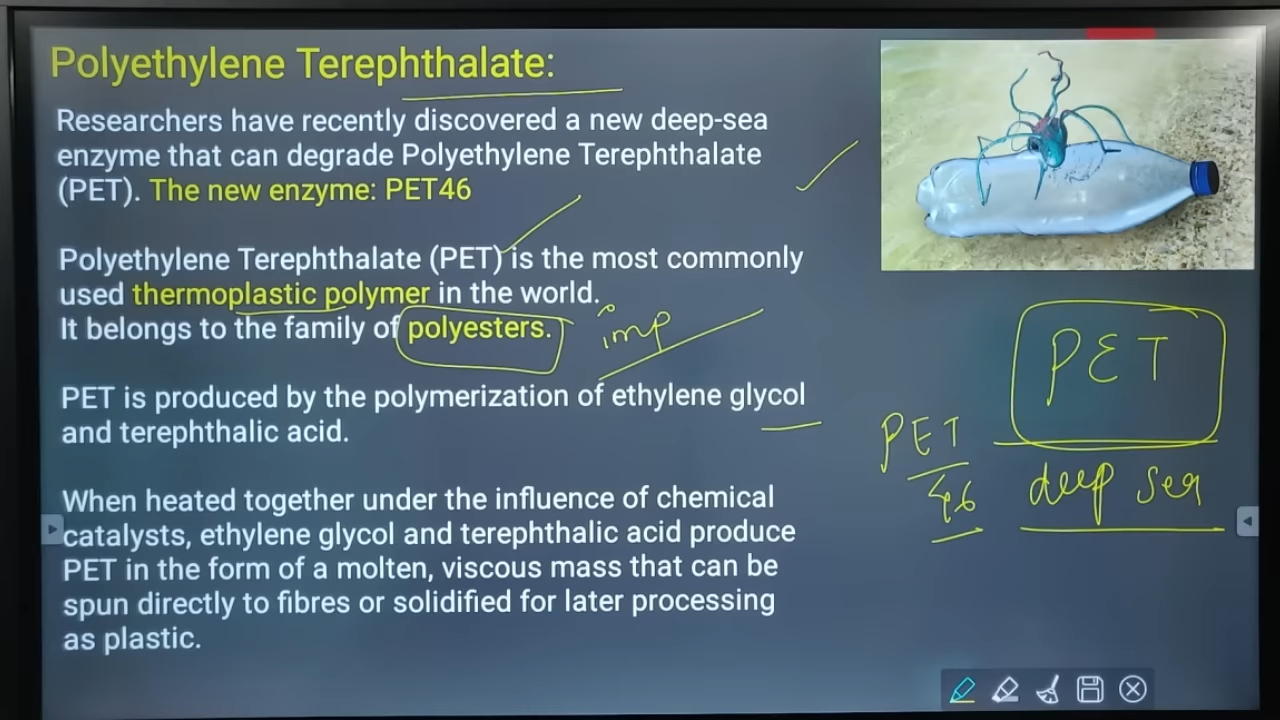 Polyethylene Terephthalate:
Researchers have recently discovered a new deep-sea
enzyme that can degrade Polyethylene Terephthalate
(PET). The new enzyme: PET46
Polyethylene Terephthalate (PET) is the most commonly
used thermoplastic polymer in the world.
It belongs to the family of polyesters.
imp
PET is produced by the polymerization of ethylene glycol
and terephthalic acid.
When heated together under the influence of chemical
catalysts, ethylene glycol and terephthalic acid produce
PET in the form of a molten, viscous mass that can be
spun directly to fibres or solidified for later processing
as plastic.
PET
deep sea
PET
46